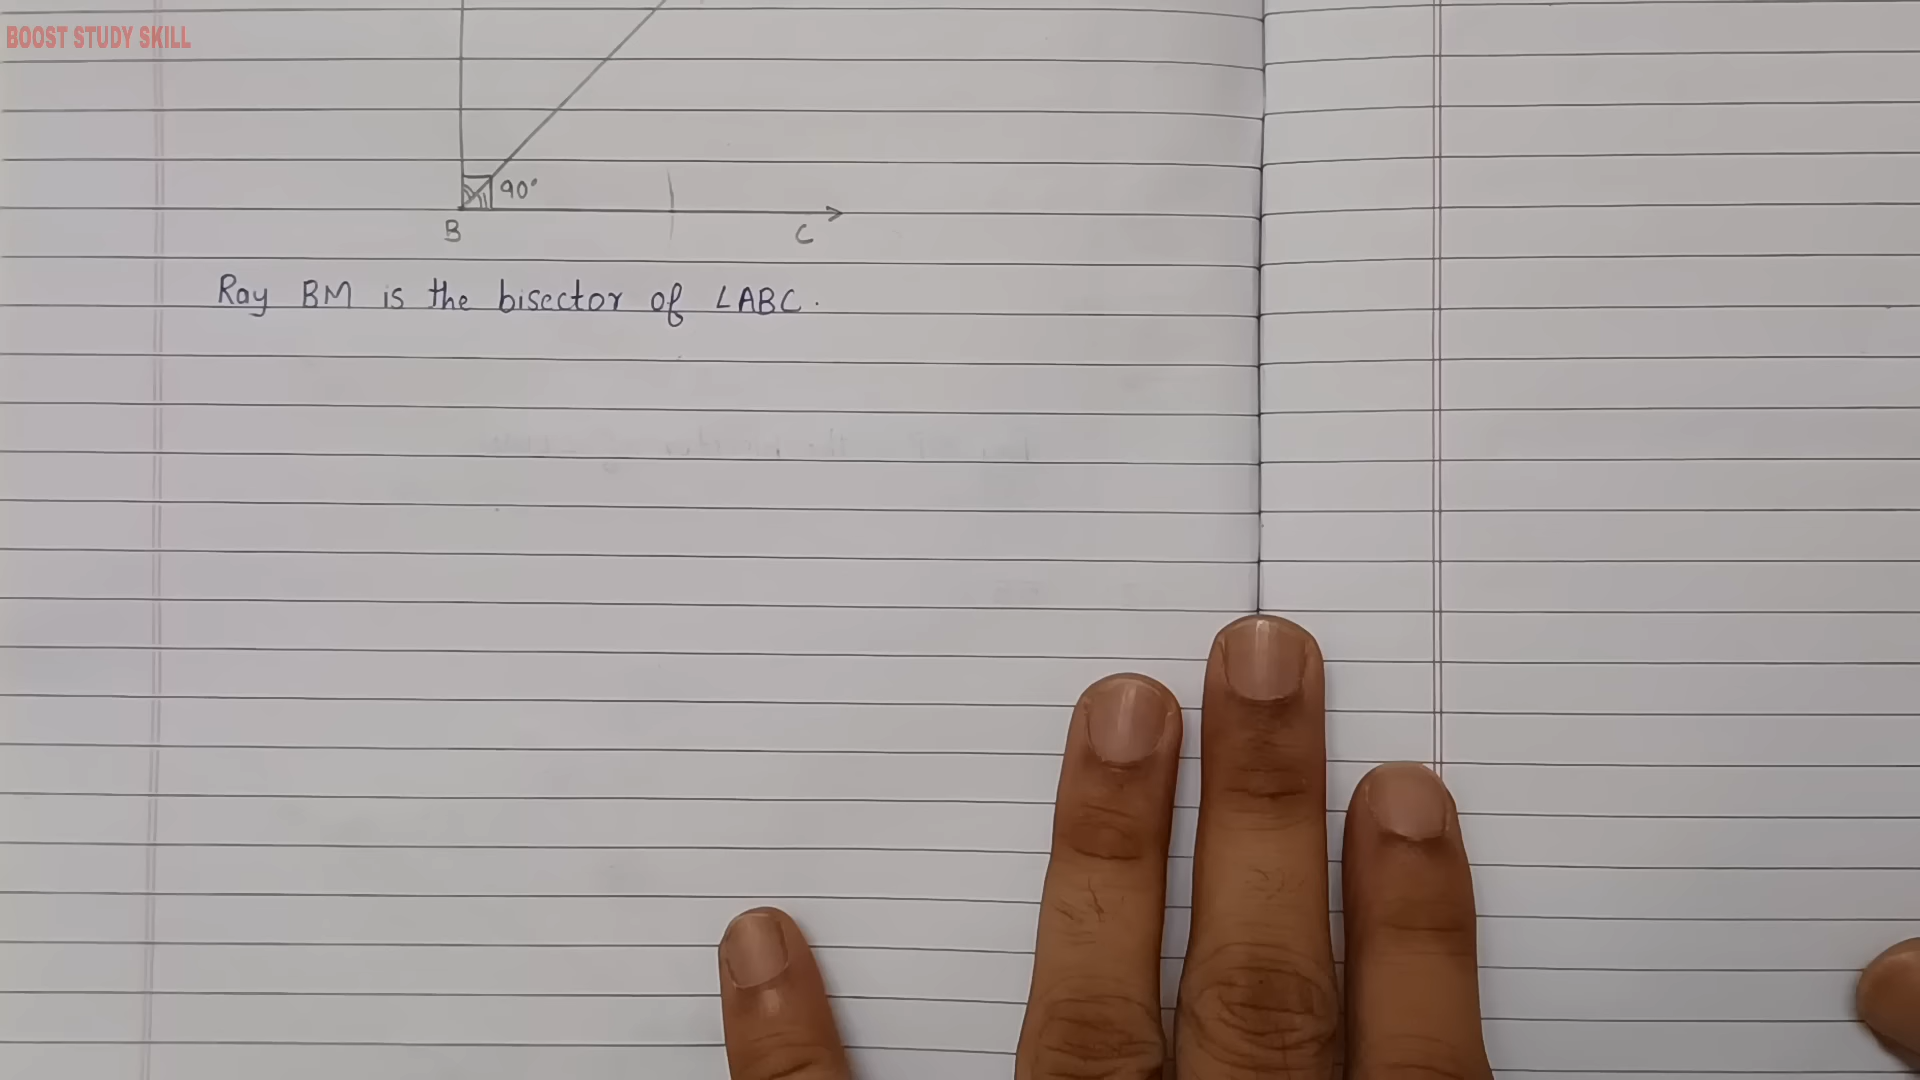 BOOST STUDY SKILL
90°
B
C
Ray BM is the bisector of ∠ABC.